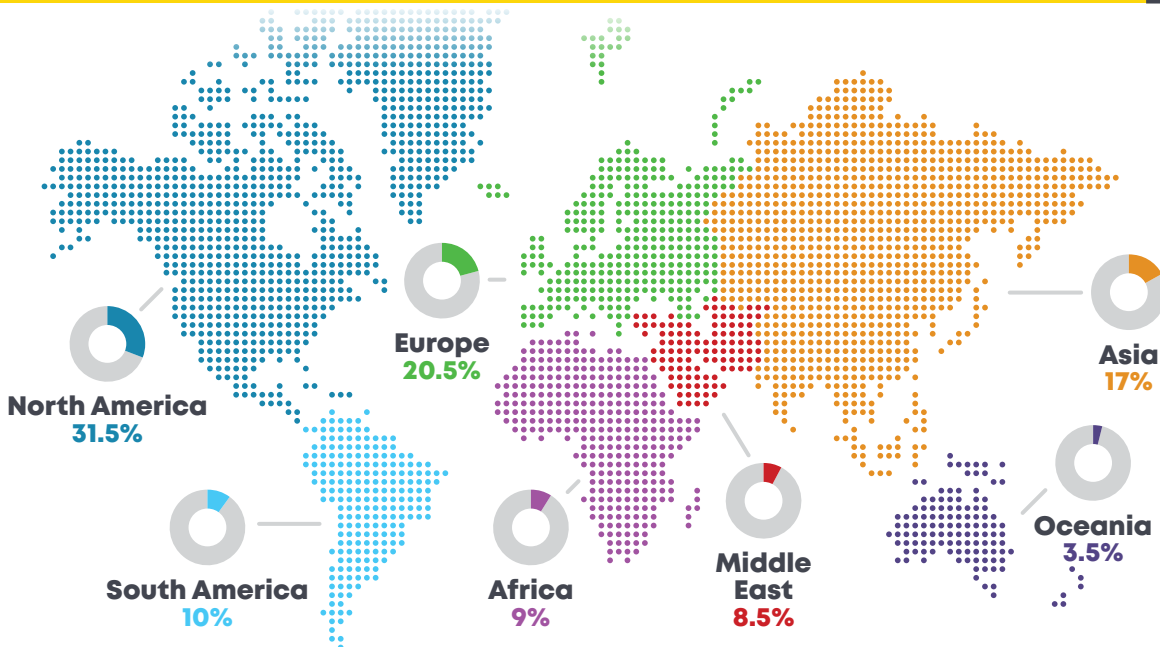 Europe
20.5%
Asia
17%
North America
31.5%
Oceania
3.5%
South America
10%
Africa
9%
Middle
East
8.5%